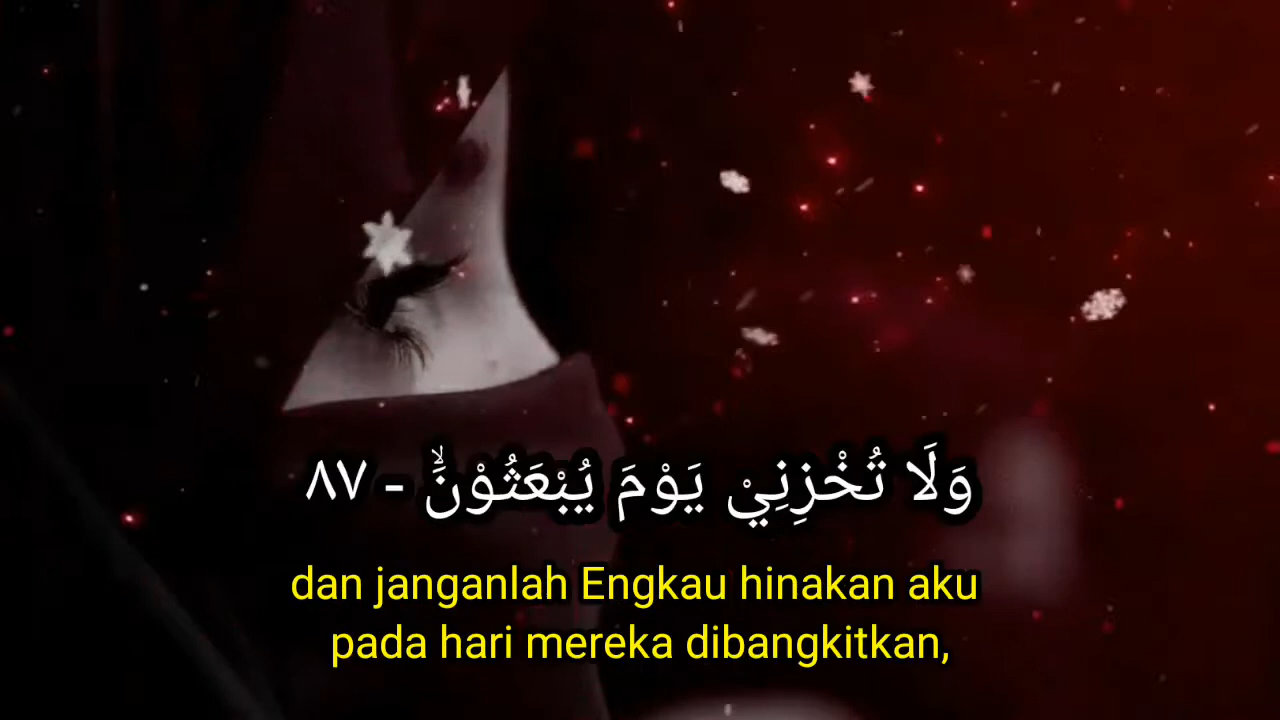 وَلَا تُخْزِنِيْ يَوْمَ يُبْعَثُوْنَۙ - ٨٧
dan janganlah Engkau hinakan aku
pada hari mereka dibangkitkan,